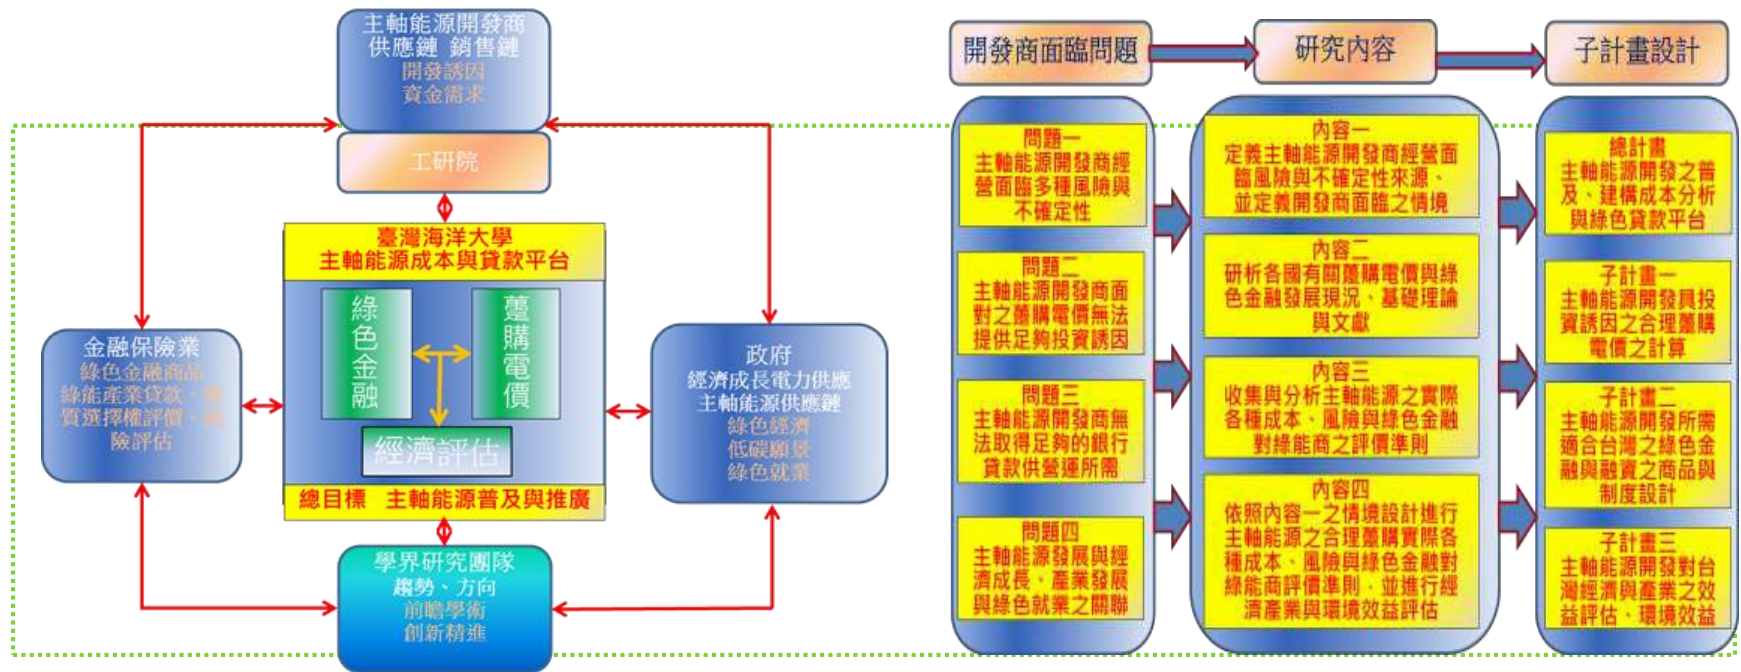 主軸能源開發商
供應鏈 銷售鏈
開發誘因
資金需求
工研院
臺灣海洋大學
主軸能源成本與貸款平台
綠色金融
躉購電價
經濟評估
總目標 主軸能源普及與推廣
金融保險業
綠色金融商品
綠能產業貸款、
質選擇權評價、
險評估
政府
經濟成長電力供應
主軸能源供應鏈
綠色經濟
低碳願景
綠色就業
學界研究團隊
趨勢、方向
前瞻學術
創新精進
開發商面臨問題
研究內容
子計畫設計
問題一
主軸能源開發商經
營面臨多種風險與
不確定性
問題二
主軸能源開發商面
對之躉購電價無法
提供足夠投資誘因
問題三
主軸能源開發商無
法取得足夠的銀行
貸款供營運所需
問題四
主軸能源發展與經
濟成長、產業發展
與綠色就業之關聯
內容一
定義主軸能源開發商經營面
臨風險與不確定性來源、
並定義開發商面臨之情境
內容二
研析各國有關躉購電價與綠
色金融發展現況、基礎理論
與文獻
內容三
收集與分析主軸能源之實際
各種成本、風險與綠色金融
對綠能商之評價準則
內容四
依照內容一之情境設計進行
主軸能源之合理躉購實際各
種成本、風險與綠色金融對
綠能商評價準則，並進行經
濟產業與環境效益評估
總計畫
主軸能源開發之普
及、建構成本分析
與綠色貸款平台
子計畫一
主軸能源開發具投
資誘因之合理躉購
電價之計算
子計畫二
主軸能源開發所需
適合台灣之綠色金
融與融資之商品與
制度設計
子計畫三
主軸能源開發對台
灣經濟與產業之效
益評估、環境效益